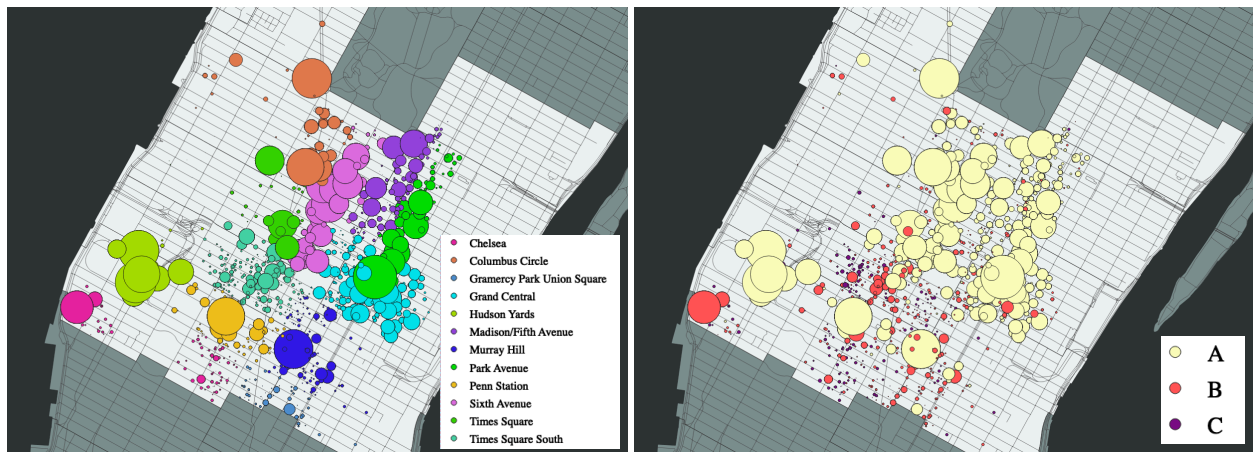 Chelsea
Columbus Circle
Gramercy Park Union Square
Grand Central
Hudson Yards
Madison/Fifth Avenue
Murray Hill
Park Avenue
Penn Station
Sixth Avenue
Times Square
Times Square South
A
B
C